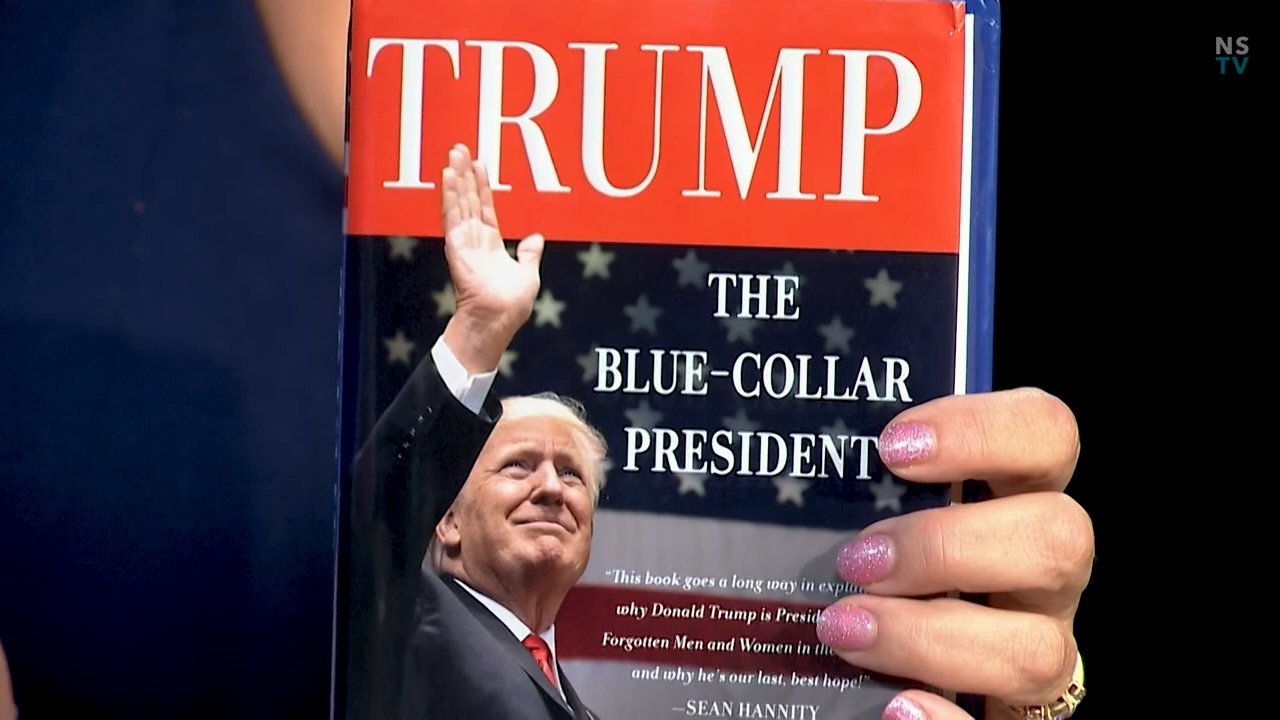 NS
TV
TRUMP
THE
BLUE-COLLAR
PRESIDENT
"This book goes a long way in
why Donald Trump is
Forgotten Men and Women in
and why he's our last, best hope!"
—SEAN HANNITY